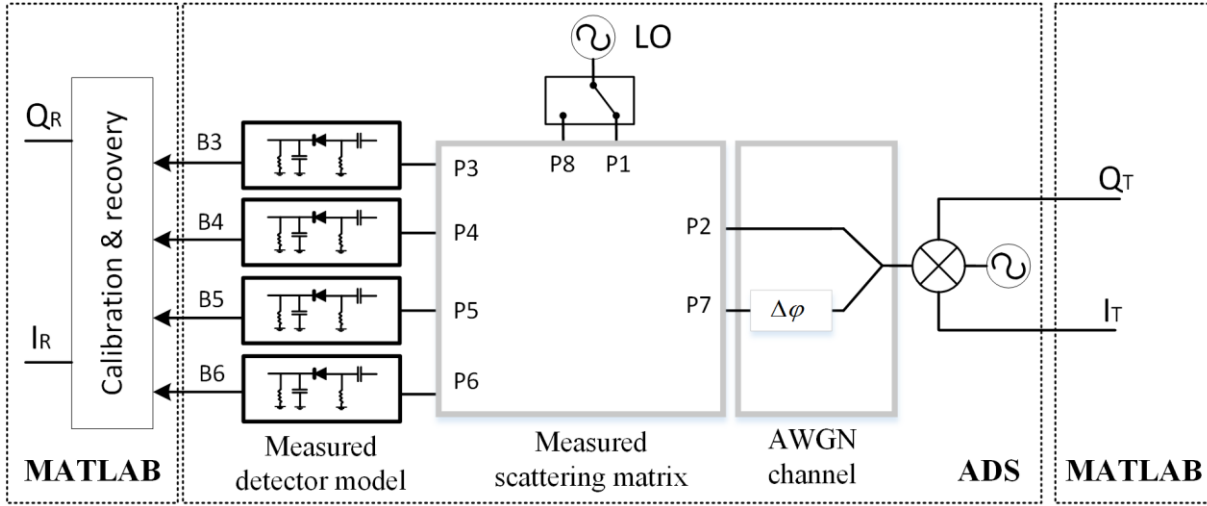 LO
QR
IR
Calibration & recovery
B3
B4
B5
B6
P3
P4
P5
P6
P8 P1
P2
P7
Δφ
QT
IT
Measured
detector model
Measured
scattering matrix
AWGN
channel
MATLAB
ADS
MATLAB